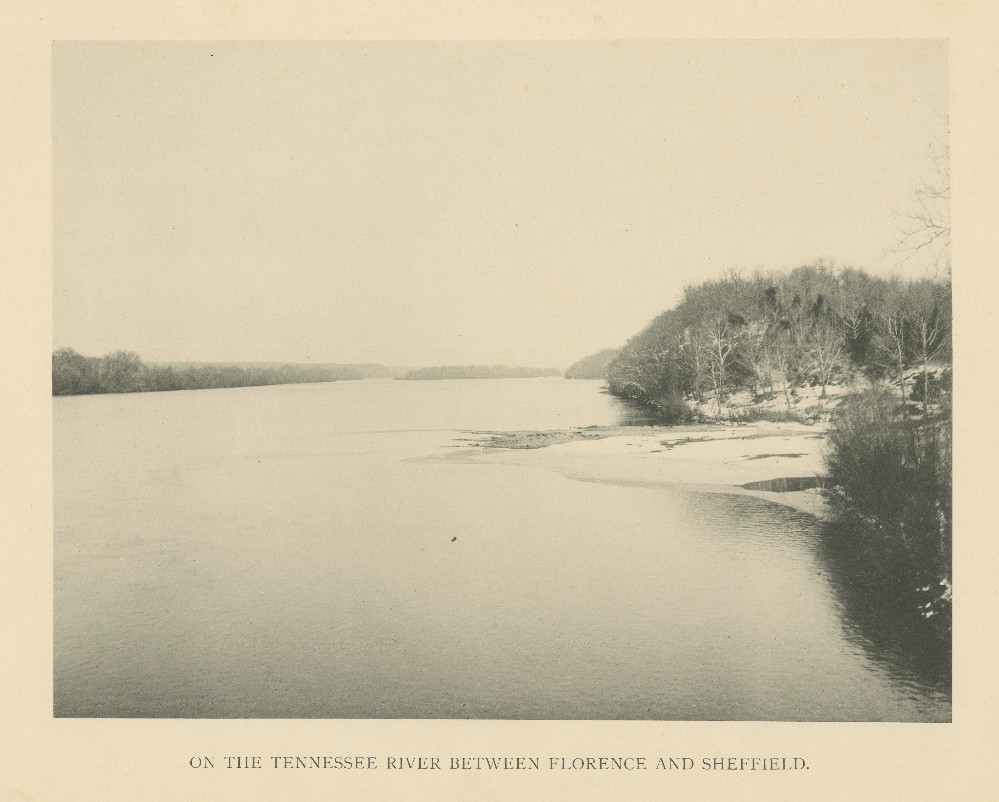 ON THE TENNESSEE RIVER BETWEEN FLORENCE AND SHEFFIELD.